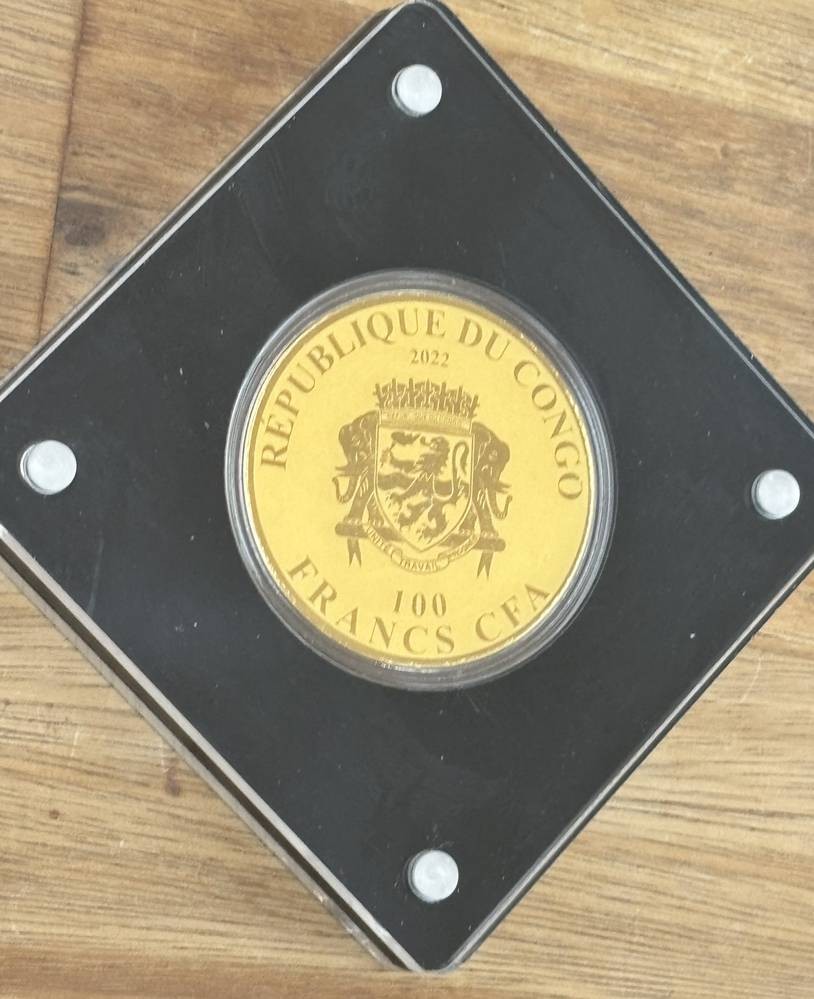 RÉPUBLIQUE DU CONGO
2022
UNITÉ TRAVAIL
100
FRANCS CFA